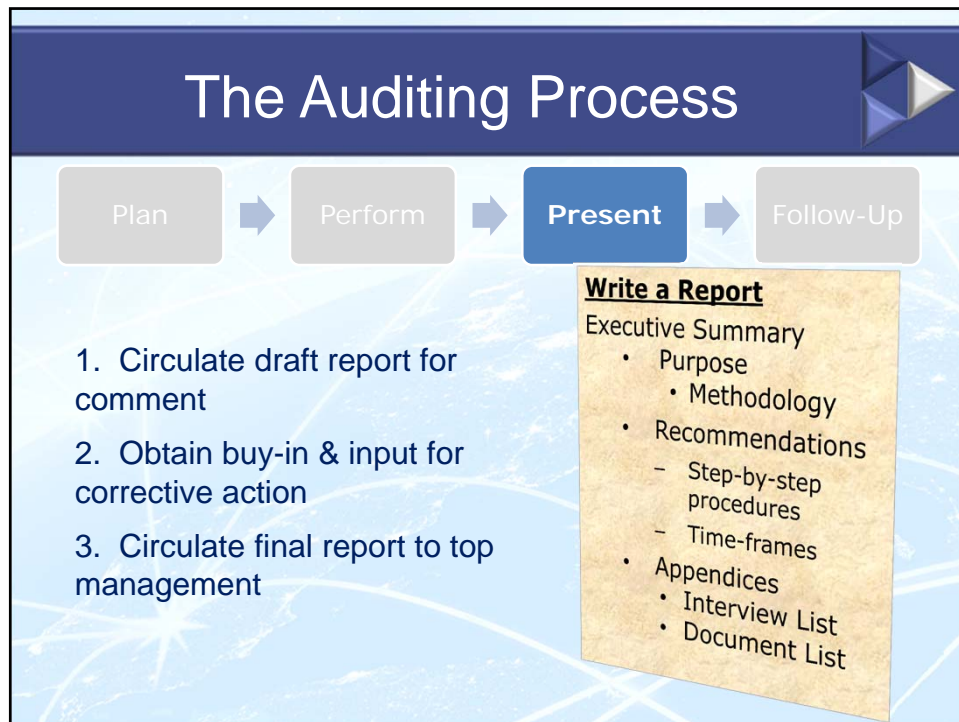 The Auditing Process
Plan
Perform
Present
Follow-Up
1. Circulate draft report for
comment
2. Obtain buy-in & input for
corrective action
3. Circulate final report to top
management
Write a Report
Executive Summary
• Purpose
• Methodology
• Recommendations
– Step-by-step
procedures
– Time-frames
• Appendices
• Interview List
• Document List